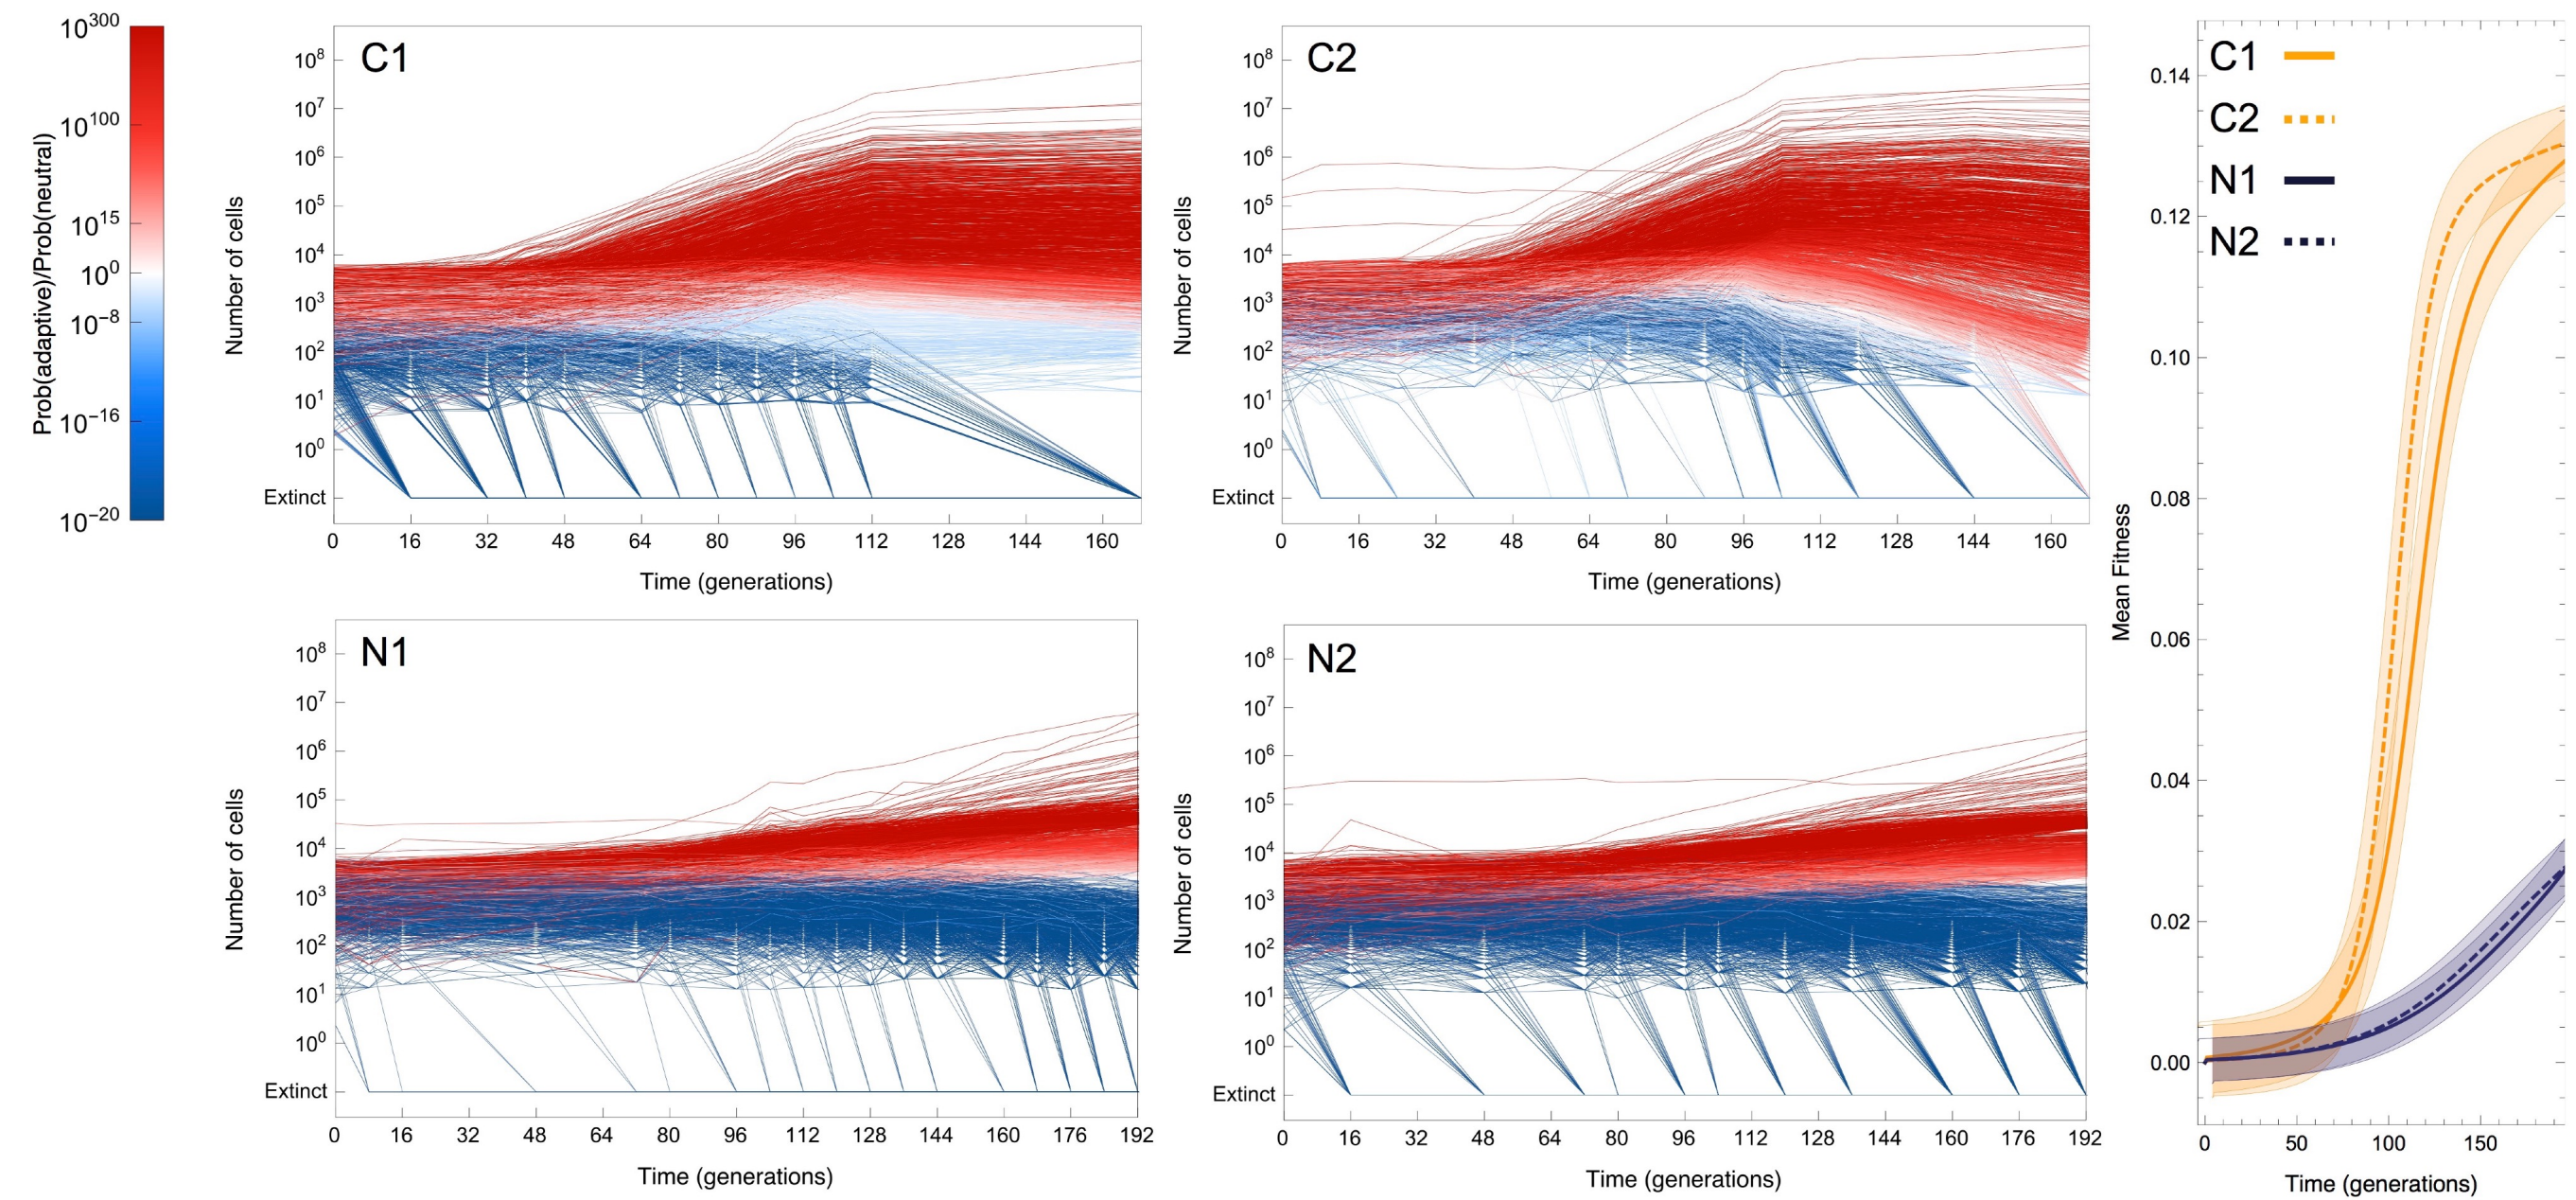 Prob(adaptive)/Prob(neutral)
10^300
10^100
10^15
10^0
10^−8
10^−16
10^−20
C1
Number of cells
10^8
10^7
10^6
10^5
10^4
10^3
10^2
10^1
10^0
Extinct
0 16 32 48 64 80 96 112 128 144 160
Time (generations)
C2
Number of cells
10^8
10^7
10^6
10^5
10^4
10^3
10^2
10^1
10^0
Extinct
0 16 32 48 64 80 96 112 128 144 160
Time (generations)
N1
Number of cells
10^8
10^7
10^6
10^5
10^4
10^3
10^2
10^1
10^0
Extinct
0 16 32 48 64 80 96 112 128 144 160 176 192
Time (generations)
N2
Number of cells
10^8
10^7
10^6
10^5
10^4
10^3
10^2
10^1
10^0
Extinct
0 16 32 48 64 80 96 112 128 144 160 176 192
Time (generations)
C1
C2
N1
N2
Mean Fitness
0.14
0.12
0.10
0.08
0.06
0.04
0.02
0.00
0 50 100 150
Time (generations)